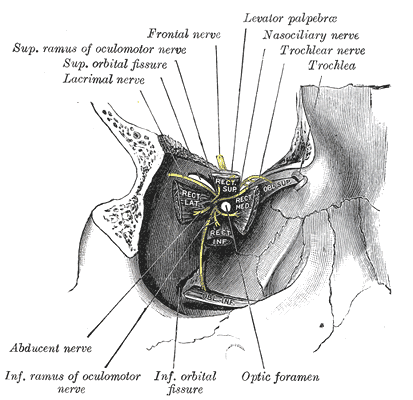 Levator palpebræ
Frontal nerve
Nasociliary nerve
Sup. ramus of oculomotor nerve
Trochlear nerve
Sup. orbital fissure
Trochlea
Lacrimal nerve
RECT.
SUP.
OBL. SUP.
RECT.
LAT.
RECT.
MED.
RECT.
INF.
OBL. INF.
Abducent nerve
Inf. ramus of oculomotor
nerve
Inf. orbital
fissure
Optic foramen